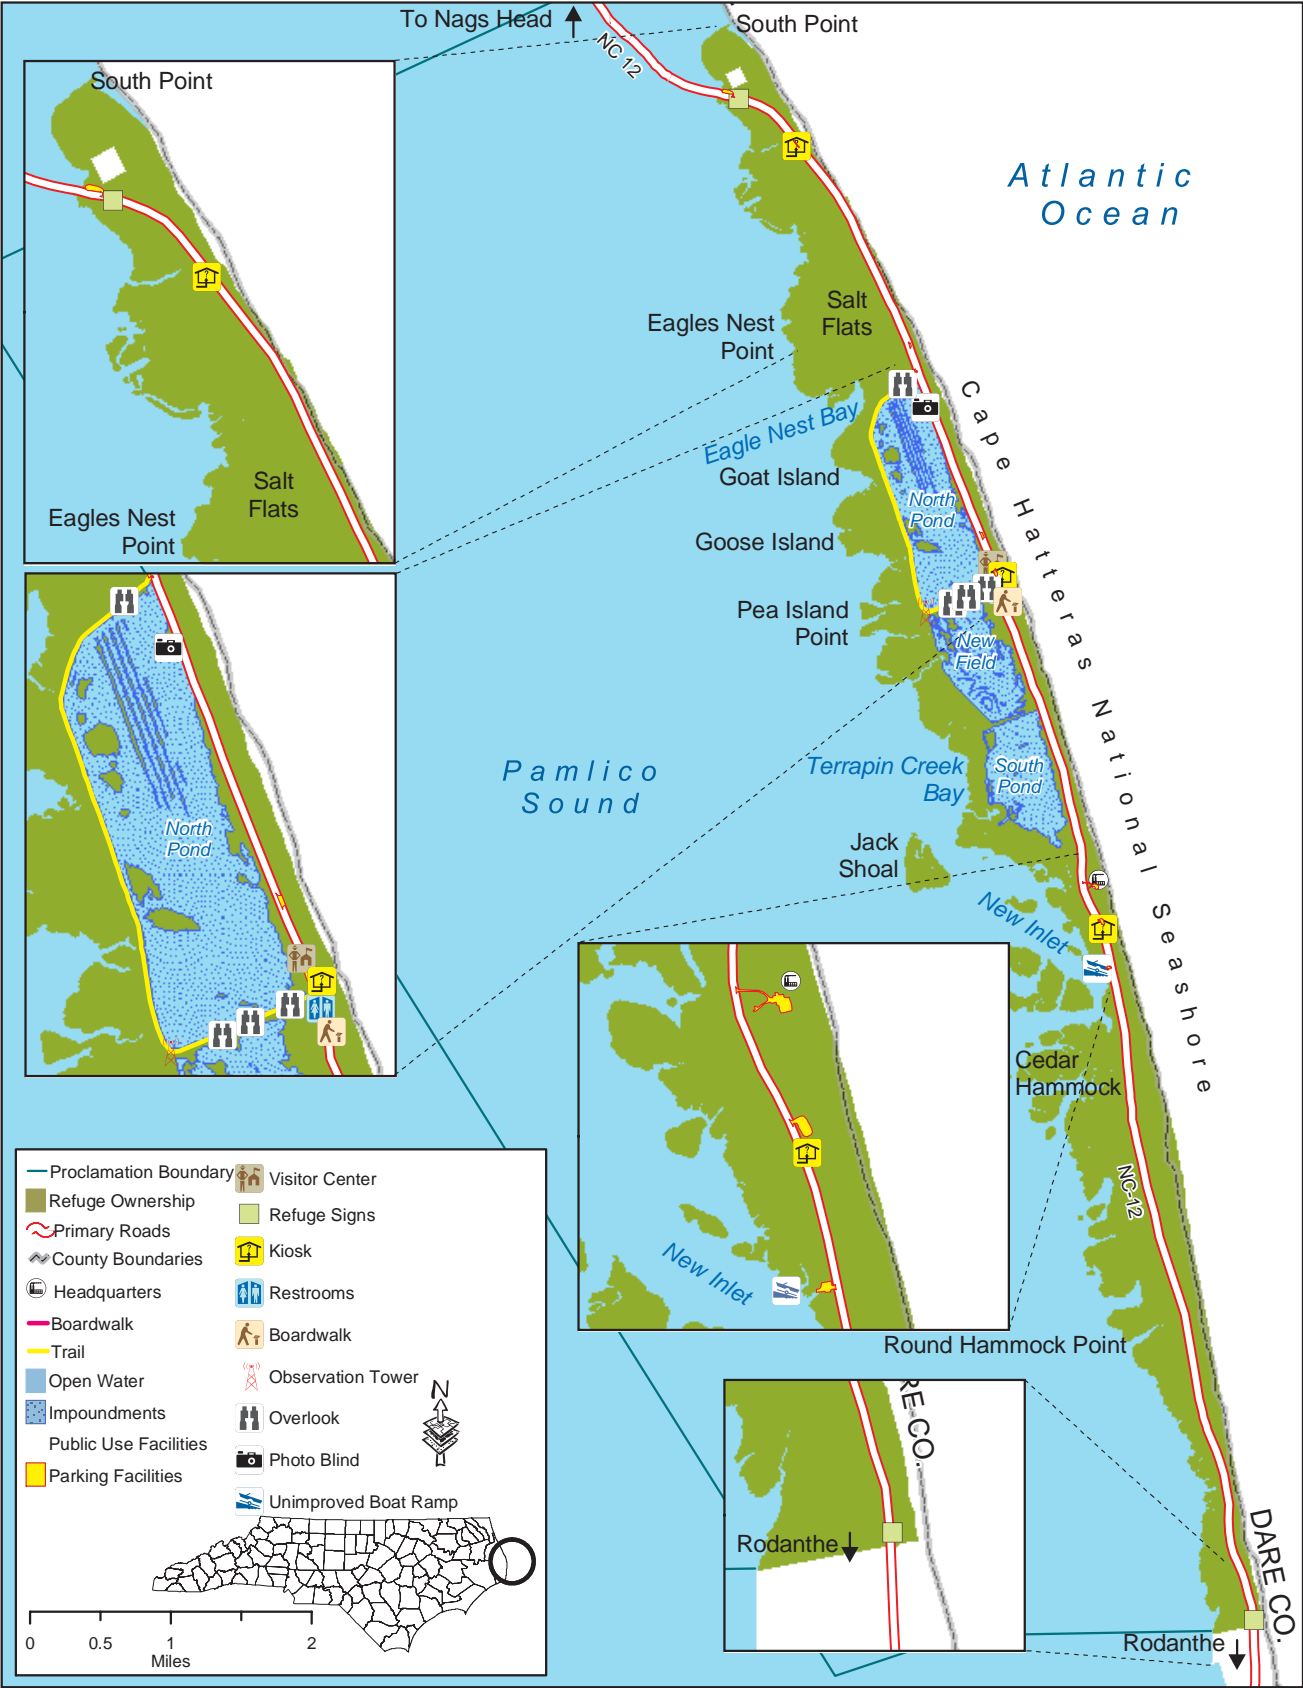 To Nags Head
South Point
NC 12
South Point
Atlantic
Ocean
Salt
Flats
Eagles Nest
Point
Salt
Flats
Eagles Nest
Point
Eagle Nest Bay
Goat Island
North
Pond
Goose Island
Pea Island
Point
New
Field
Cape Hatteras National Seashore
Pamlico
Sound
Terrapin Creek
Bay
South
Pond
North
Pond
Jack
Shoal
New Inlet
Cedar
Hammock
NC-12
New Inlet
Round Hammock Point
RE CO.
Rodanthe
DARE CO.
Rodanthe
Proclamation Boundary
Refuge Ownership
Primary Roads
County Boundaries
Headquarters
Boardwalk
Trail
Open Water
Impoundments
Public Use Facilities
Parking Facilities
Visitor Center
Refuge Signs
Kiosk
Restrooms
Boardwalk
Observation Tower
Overlook
Photo Blind
Unimproved Boat Ramp
N
0 0.5 1 2
Miles